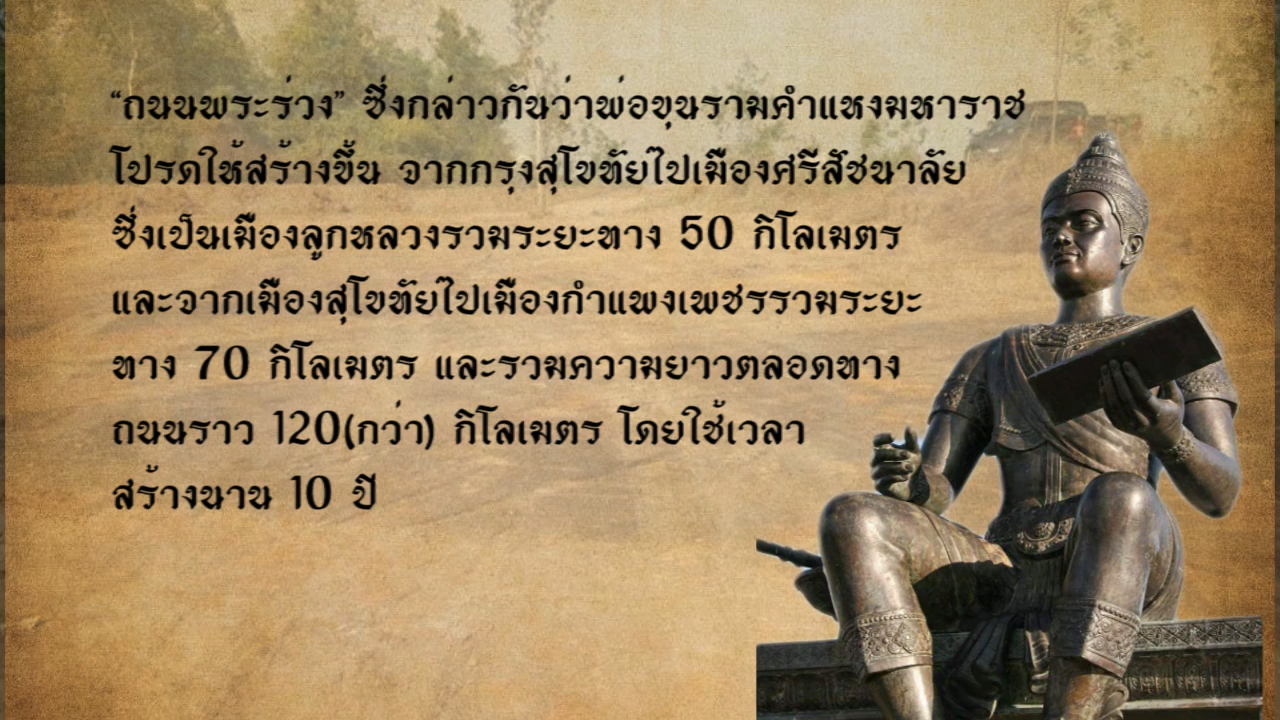 “ถนนพระร่วง” ซึ่งกล่าวกันว่าพ่อขุนรามคำแหงมหาราช
โปรดให้สร้างขึ้น จากกรุงสุโขทัยไปเมืองศรีสัชนาลัย
ซึ่งเป็นเมืองลูกหลวงรวมระยะทาง 50 กิโลเมตร
และจากเมืองสุโขทัยไปเมืองกำแพงเพชรรวมระยะ
ทาง 70 กิโลเมตร และรวมความยาวตลอดทาง
ถนนราว 120(กว่า) กิโลเมตร โดยใช้เวลา
สร้างนาน 10 ปี